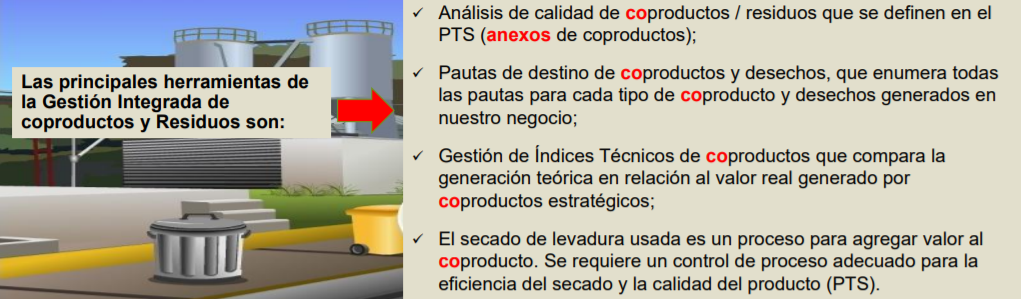 Las principales herramientas de
la Gestión Integrada de
coproductos y Residuos son:
✓ Análisis de calidad de coproductos / residuos que se definen en el
PTS (anexos de coproductos);
✓ Pautas de destino de coproductos y desechos, que enumera todas
las pautas para cada tipo de coproducto y desechos generados en
nuestro negocio;
✓ Gestión de Índices Técnicos de coproductos que compara la
generación teórica en relación al valor real generado por
coproductos estratégicos;
✓ El secado de levadura usada es un proceso para agregar valor al
coproducto. Se requiere un control de proceso adecuado para la
eficiencia del secado y la calidad del producto (PTS).